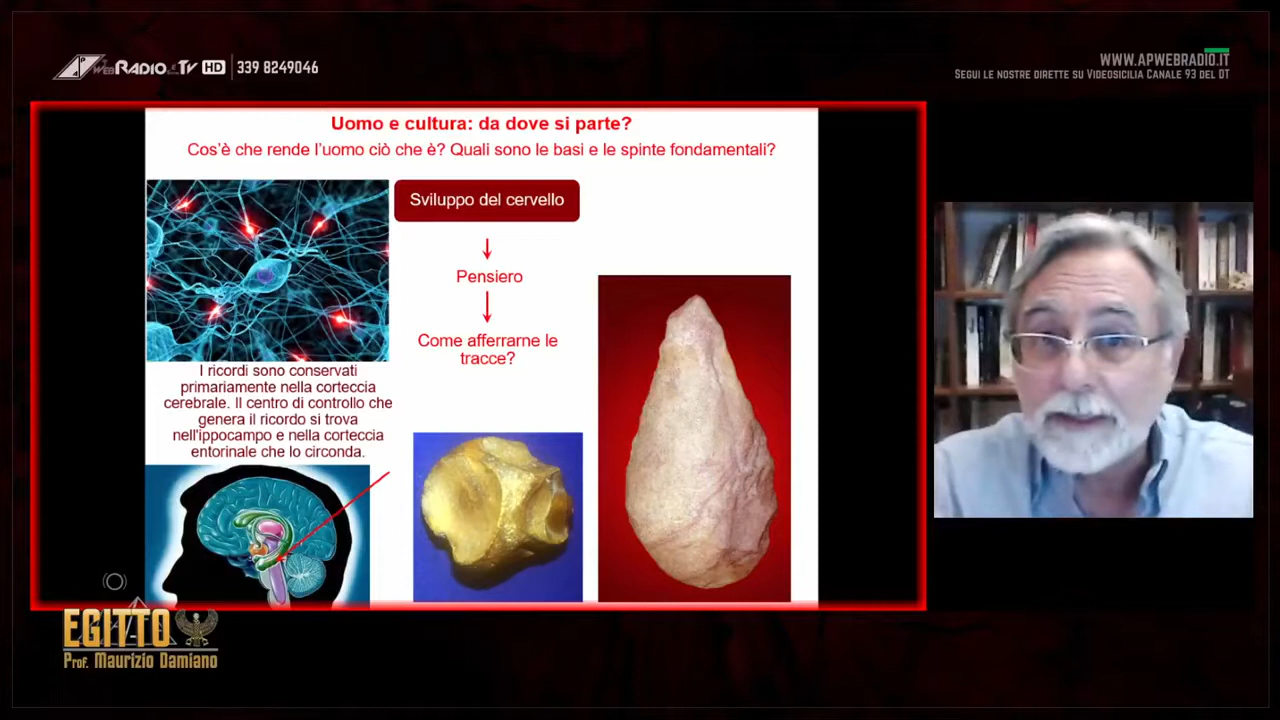 WEB RADIO E TV HD 339 8249046
WWW.APWEBRADIO.IT
Segui le nostre dirette su Videosicilia Canale 93 del DT
Uomo e cultura: da dove si parte?
Cos'è che rende l'uomo ciò che è? Quali sono le basi e le spinte fondamentali?
Sviluppo del cervello
Pensiero
Come afferrarne le
tracce?
I ricordi sono conservati
primariamente nella corteccia
cerebrale. Il centro di controllo che
genera il ricordo si trova
nell'ippocampo e nella corteccia
entorinale che lo circonda.
EGITTO
Prof. Maurizio Damiano